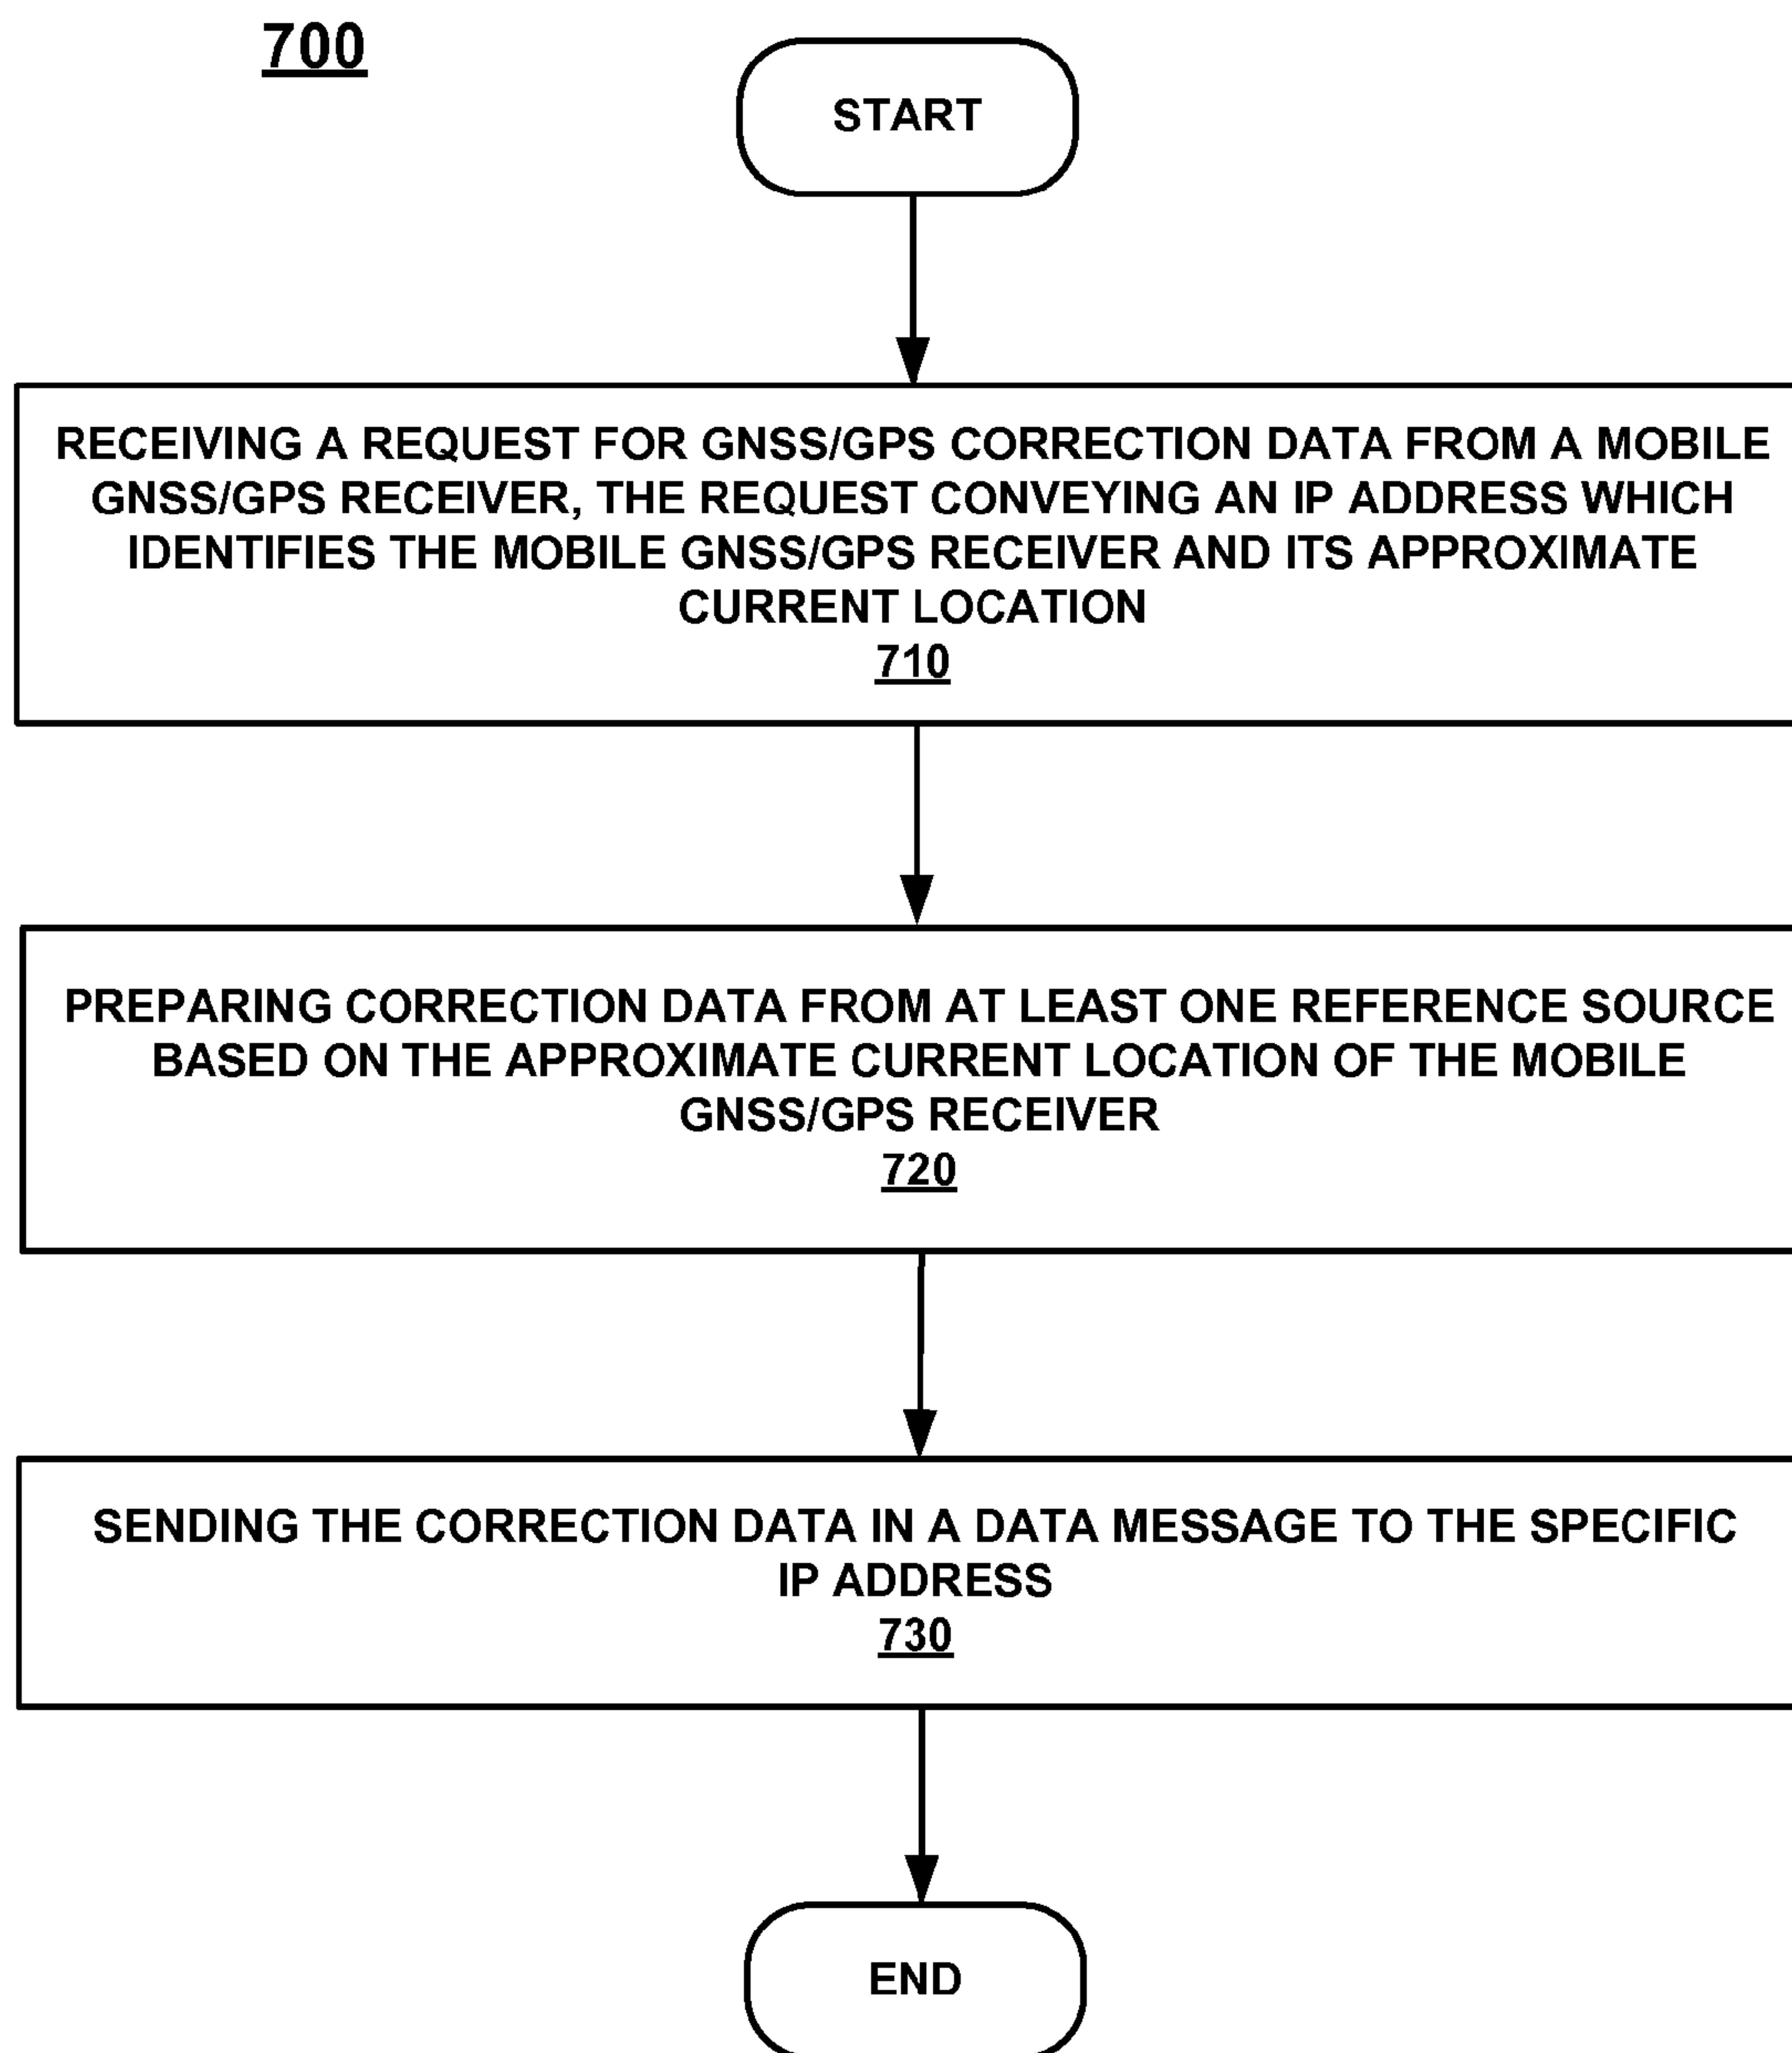 700
START
RECEIVING A REQUEST FOR GNSS/GPS CORRECTION DATA FROM A MOBILE
GNSS/GPS RECEIVER, THE REQUEST CONVEYING AN IP ADDRESS WHICH
IDENTIFIES THE MOBILE GNSS/GPS RECEIVER AND ITS APPROXIMATE
CURRENT LOCATION
710
PREPARING CORRECTION DATA FROM AT LEAST ONE REFERENCE SOURCE
BASED ON THE APPROXIMATE CURRENT LOCATION OF THE MOBILE
GNSS/GPS RECEIVER
720
SENDING THE CORRECTION DATA IN A DATA MESSAGE TO THE SPECIFIC
IP ADDRESS
730
END